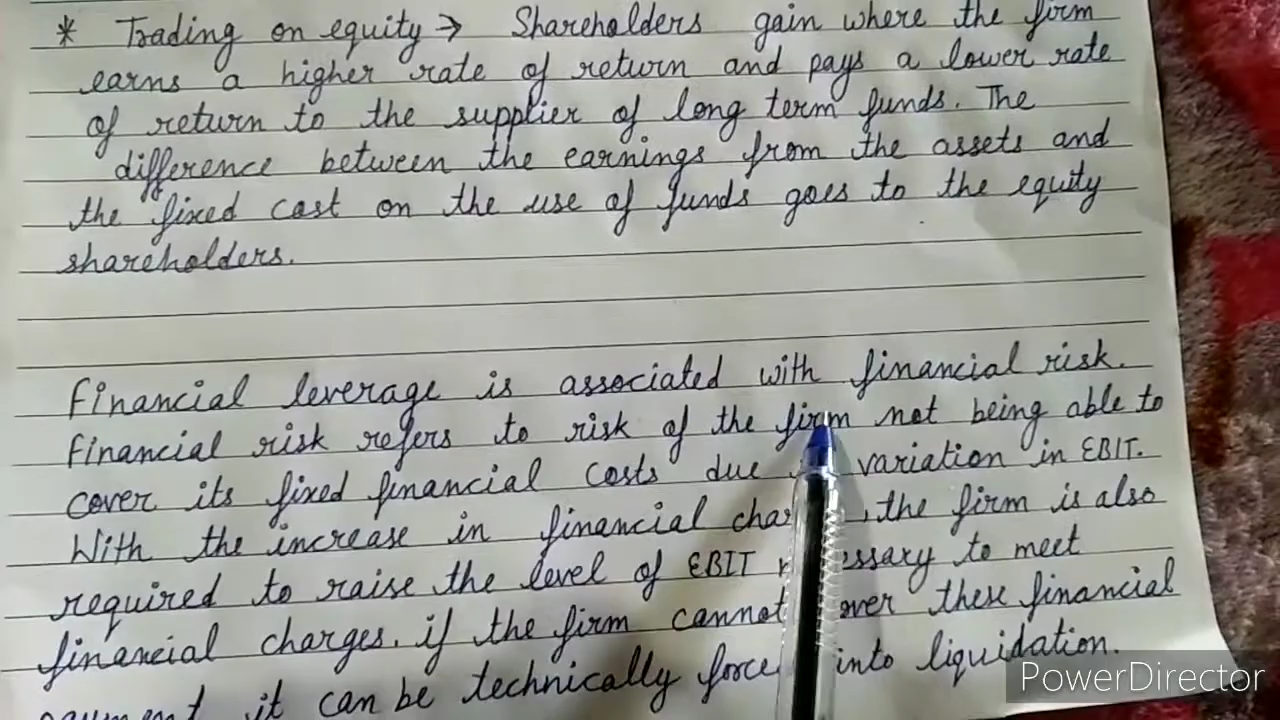 * Trading on equity → Shareholders gain where the firm
earns a higher rate of return and pays a lower rate
of return to the supplier of long term funds. The
difference between the earnings from the assets and
the fixed cast on the use of funds goes to the equity
shareholders.
Financial leverage is associated with financial risk.
Financial risk refers to risk of the firm not being able to
cover its fixed financial costs due variation in EBIT.
With the increase in financial cha , the firm is also
required to raise the level of EBIT n essary to meet
financial charges. if the firm cannot over these financial
it can be technically force into liquidation.
PowerDirector